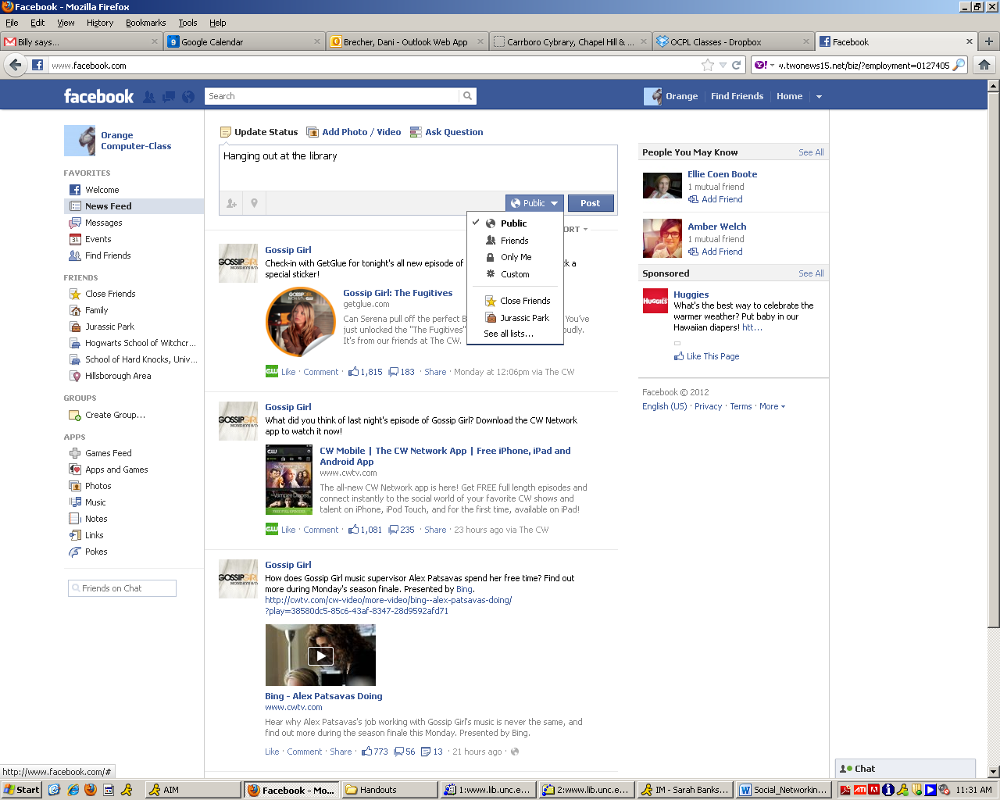 Facebook - Mozilla Firefox
File Edit View History Bookmarks Tools Help
Billy says...
Google Calendar
Brecher, Dani - Outlook Web App
Carrboro Cybrary, Chapel Hill & ...
OCPL Classes - Dropbox
Facebook
www.facebook.com
w.twonews15.net/biz/?employment=0127405
facebook
Search
Orange Find Friends Home
Orange
Computer-Class
FAVORITES
Welcome
News Feed
Messages
Events
Find Friends
FRIENDS
Close Friends
Family
Jurassic Park
Hogwarts School of Witchcr...
School of Hard Knocks, Univ...
Hillsborough Area
GROUPS
Create Group...
APPS
Games Feed
Apps and Games
Photos
Music
Notes
Links
Pokes
Friends on Chat
Update Status Add Photo / Video Ask Question
Hanging out at the library
Public Post
Public
Friends
Only Me
Custom
Close Friends
Jurassic Park
See all lists...
ORT
Gossip Girl
Check-in with GetGlue for tonight's all new episode of
ck a
special sticker!
Gossip Girl: The Fugitives
getglue.com
Can Serena pull off the perfect B
You've
just unlocked the "The Fugitives"
oudly.
It's from our friends at The CW.
Like · Comment · 1,815 183 · Share · Monday at 12:06pm via The CW
Gossip Girl
What did you think of last night's episode of Gossip Girl? Download the CW Network
app to watch it now!
CW Mobile | The CW Network App | Free iPhone, iPad and
Android App
www.cwtv.com
The all-new CW Network app is here! Get FREE full length episodes and
connect instantly to the social world of your favorite CW shows and
talent on iPhone, iPod Touch, and for the first time, available on iPad!
Like · Comment · 1,081 235 · Share · 23 hours ago via The CW
Gossip Girl
How does Gossip Girl music supervisor Alex Patsavas spend her free time? Find out
more during Monday's season finale. Presented by Bing.
http://cwtv.com/cw-video/more-video/bing--alex-patsavas-doing/
?play=38580dc5-85c6-43af-8347-28d9592afd71
Bing - Alex Patsavas Doing
www.cwtv.com
Hear why Alex Patsavas's job working with Gossip Girl's music is never the same, and
find out more during the season finale this Monday. Presented by Bing.
Like · Comment · Share · 773 56 13 · 21 hours ago ·
People You May Know See All
Ellie Coen Boote
1 mutual friend
Add Friend
Amber Welch
1 mutual friend
Add Friend
Sponsored See All
HUGGIES
Huggies
What's the best way to celebrate the
warmer weather? Put baby in our
Hawaiian diapers! htt...
Like This Page
Facebook © 2012
English (US) · Privacy · Terms · More
Chat
http://www.facebook.com/#
Start
AIM
Facebook - Mo...
Handouts
1:www.lib.unc.e...
2:www.lib.unc.e...
IM - Sarah Banks...
Social_Networkin...
11:31 AM